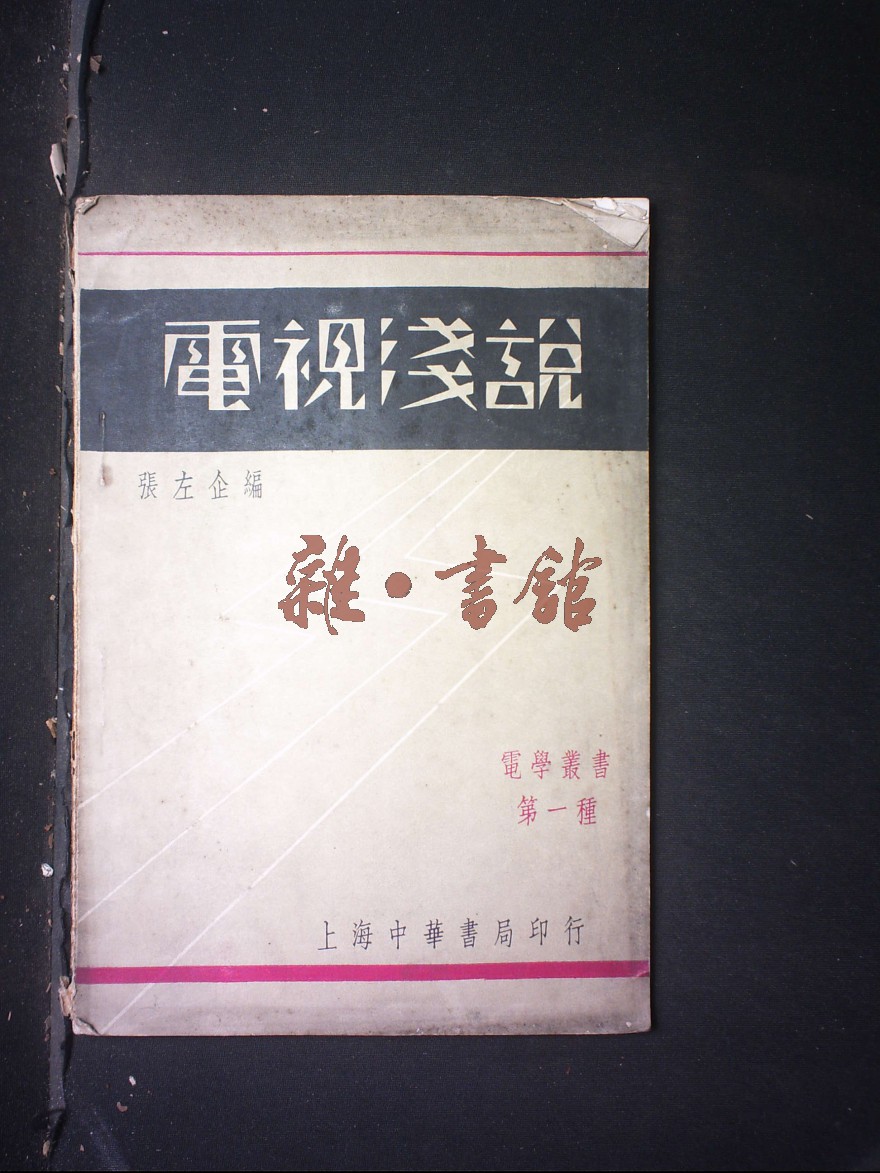 電視淺說
張左企編
雜·書館
電學叢書
第一種
上海中華書局印行